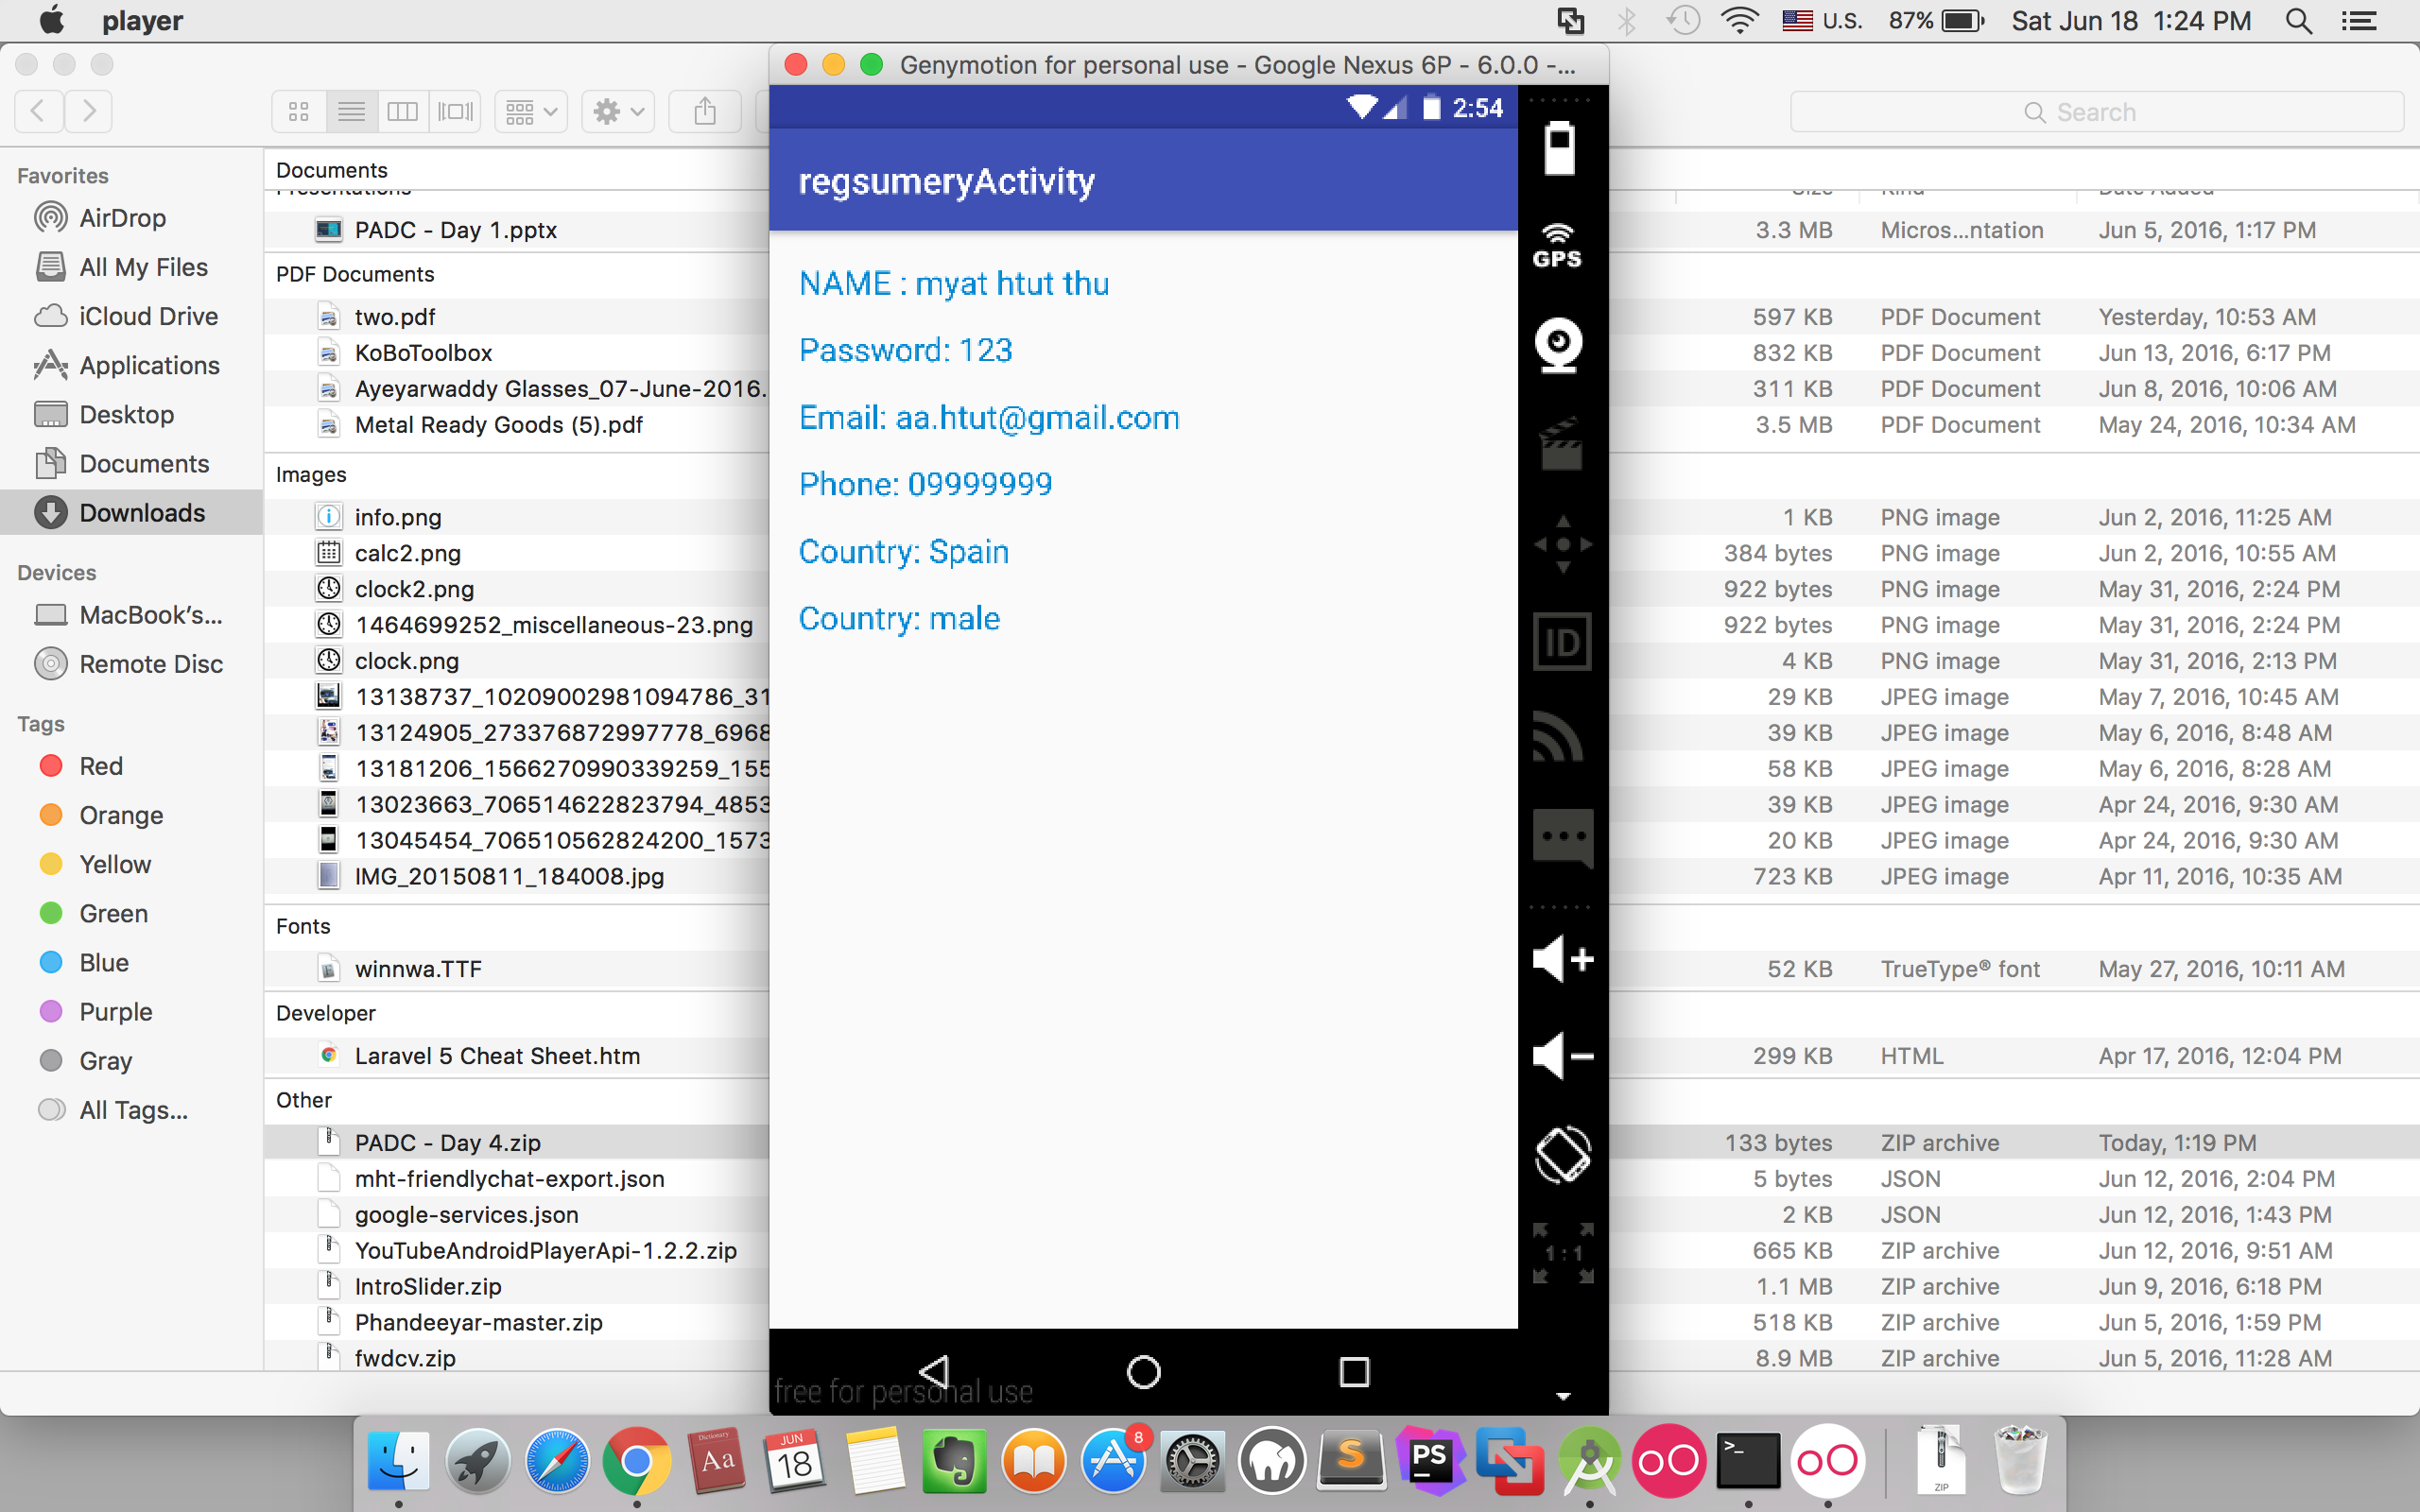 player
U.S. 87% Sat Jun 18 1:24 PM
Genymotion for personal use - Google Nexus 6P - 6.0.0 -...
Search
Favorites
AirDrop
All My Files
iCloud Drive
Applications
Desktop
Documents
Downloads
Devices
MacBook's...
Remote Disc
Tags
Red
Orange
Yellow
Green
Blue
Purple
Gray
All Tags...
Documents
PADC - Day 1.pptx
PDF Documents
two.pdf
KoBoToolbox
Ayeyarwaddy Glasses_07-June-2016.
Metal Ready Goods (5).pdf
Images
info.png
calc2.png
clock2.png
1464699252_miscellaneous-23.png
clock.png
13138737_10209002981094786_31
13124905_273376872997778_6968
13181206_1566270990339259_155
13023663_706514622823794_4853
13045454_706510562824200_1573
IMG_20150811_184008.jpg
Fonts
winnwa.TTF
Developer
Laravel 5 Cheat Sheet.htm
Other
PADC - Day 4.zip
mht-friendlychat-export.json
google-services.json
YouTubeAndroidPlayerApi-1.2.2.zip
IntroSlider.zip
Phandeeyar-master.zip
fwdcv.zip
2:54
regsumeryActivity
NAME : myat htut thu
Password: 123
Email: aa.htut@gmail.com
Phone: 09999999
Country: Spain
Country: male
free for personal use
GPS
ID
1:1
3.3 MB Micros...ntation Jun 5, 2016, 1:17 PM
597 KB PDF Document Yesterday, 10:53 AM
832 KB PDF Document Jun 13, 2016, 6:17 PM
311 KB PDF Document Jun 8, 2016, 10:06 AM
3.5 MB PDF Document May 24, 2016, 10:34 AM
1 KB PNG image Jun 2, 2016, 11:25 AM
384 bytes PNG image Jun 2, 2016, 10:55 AM
922 bytes PNG image May 31, 2016, 2:24 PM
922 bytes PNG image May 31, 2016, 2:24 PM
4 KB PNG image May 31, 2016, 2:13 PM
29 KB JPEG image May 7, 2016, 10:45 AM
39 KB JPEG image May 6, 2016, 8:48 AM
58 KB JPEG image May 6, 2016, 8:28 AM
39 KB JPEG image Apr 24, 2016, 9:30 AM
20 KB JPEG image Apr 24, 2016, 9:30 AM
723 KB JPEG image Apr 11, 2016, 10:35 AM
52 KB TrueType® font May 27, 2016, 10:11 AM
299 KB HTML Apr 17, 2016, 12:04 PM
133 bytes ZIP archive Today, 1:19 PM
5 bytes JSON Jun 12, 2016, 2:04 PM
2 KB JSON Jun 12, 2016, 1:43 PM
665 KB ZIP archive Jun 12, 2016, 9:51 AM
1.1 MB ZIP archive Jun 9, 2016, 6:18 PM
518 KB ZIP archive Jun 5, 2016, 1:59 PM
8.9 MB ZIP archive Jun 5, 2016, 11:28 AM
Dictionary
Aa
JUN
18
8
S
PS
>_
ZIP